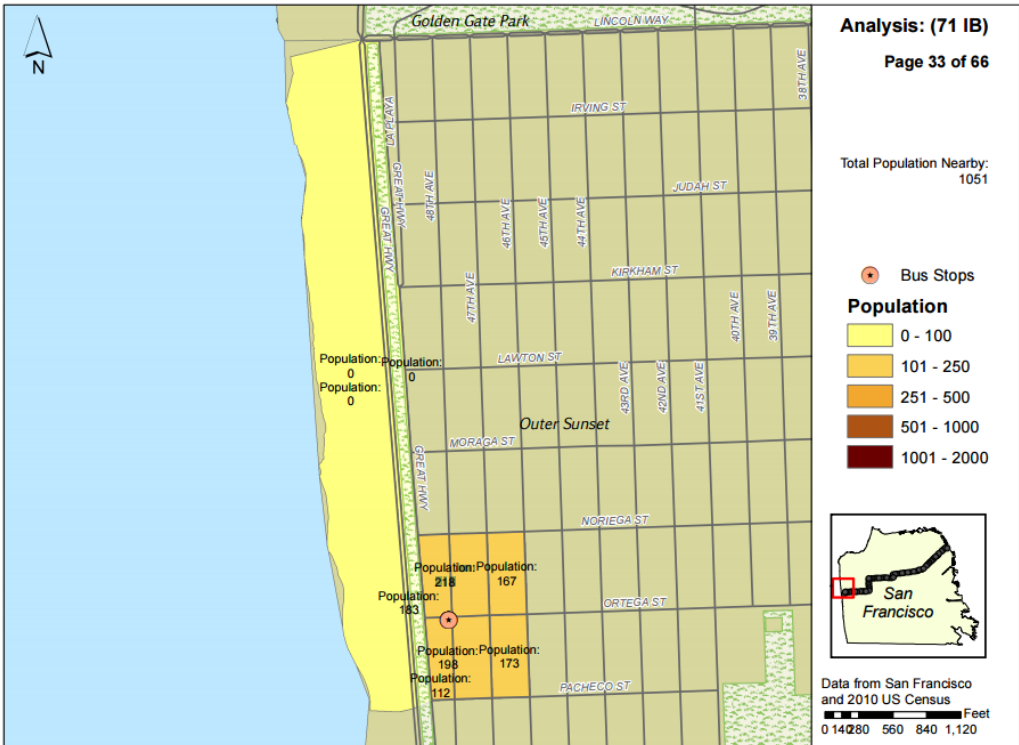 Golden Gate Park
LINCOLN WAY
38TH AVE
IRVING ST
LA PLAYA
GREAT HWY
GREAT HWY
48TH AVE
JUDAH ST
46TH AVE
45TH AVE
44TH AVE
47TH AVE
KIRKHAM ST
40TH AVE
39TH AVE
Population:
0
Population:
0
Population:
0
LAWTON ST
43RD AVE
42ND AVE
41ST AVE
Outer Sunset
MORAGA ST
GREAT HWY
NORIEGA ST
Population:
218
Population:
167
Population:
183
ORTEGA ST
Population:
198
Population:
173
Population:
112
PACHECO ST
N
Analysis: (71 IB)
Page 33 of 66
Total Population Nearby:
1051
Bus Stops
Population
0 - 100
101 - 250
251 - 500
501 - 1000
1001 - 2000
San
Francisco
Data from San Francisco
and 2010 US Census
Feet
0 140 280 560 840 1,120